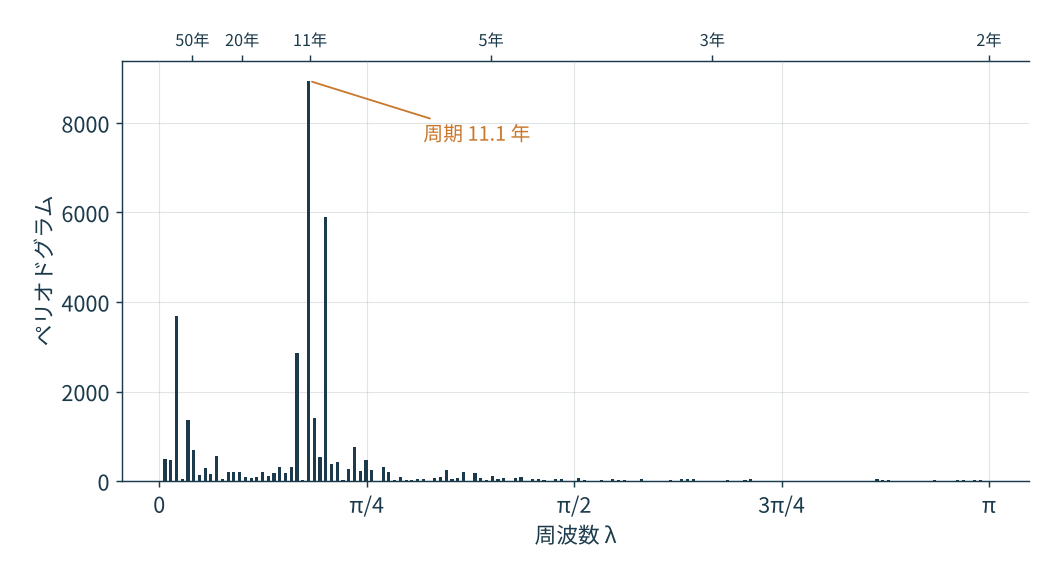 50年 20年 11年 5年 3年 2年
周期 11.1 年
8000
6000
4000
2000
0
ペリオドグラム
0 π/4 π/2 3π/4 π
周波数 λ